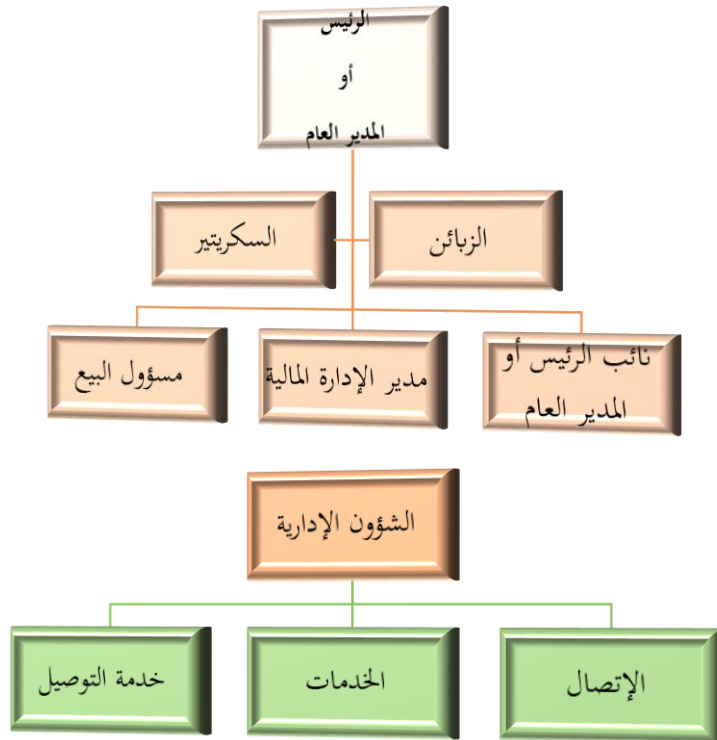 الرئيس
أو
المدير العام
الزبائن
السكريتير
نائب الرئيس أو
المدير العام
مدير الإدارة المالية
مسؤول البيع
الشؤون الإدارية
الإتصال
الخدمات
خدمة التوصيل